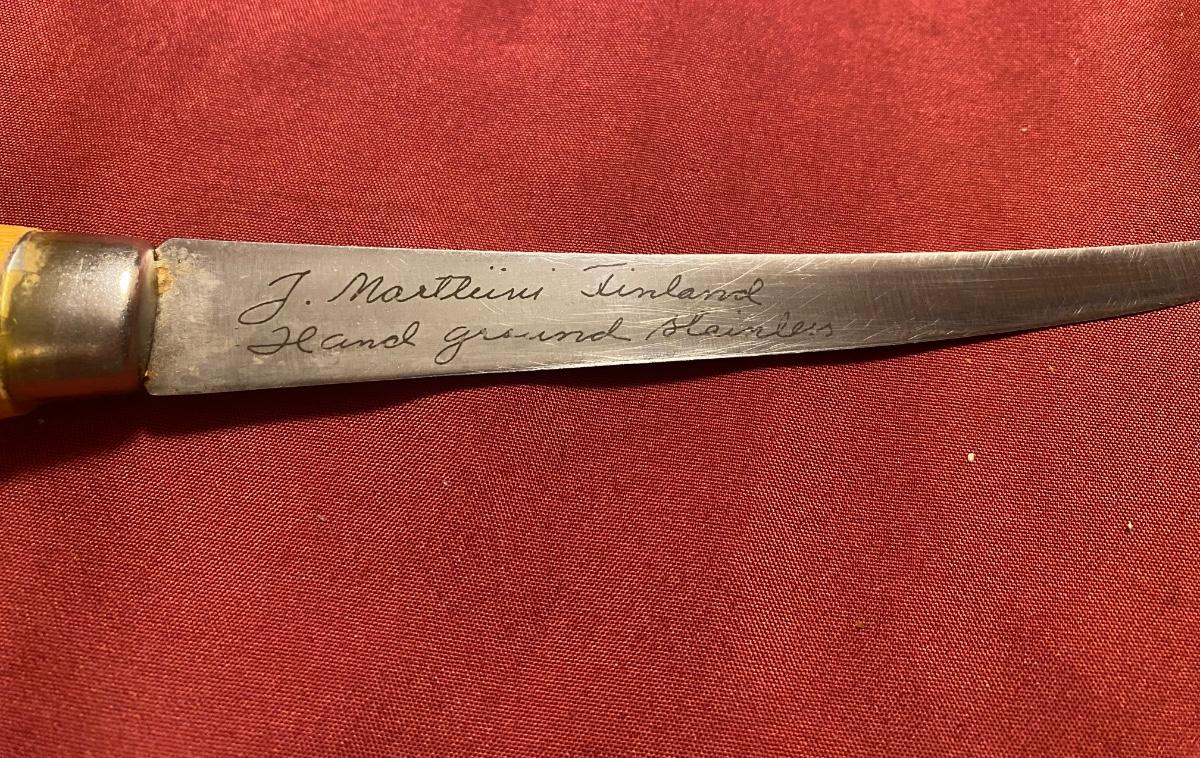 J. Marttiini Finland
Hand ground stainless